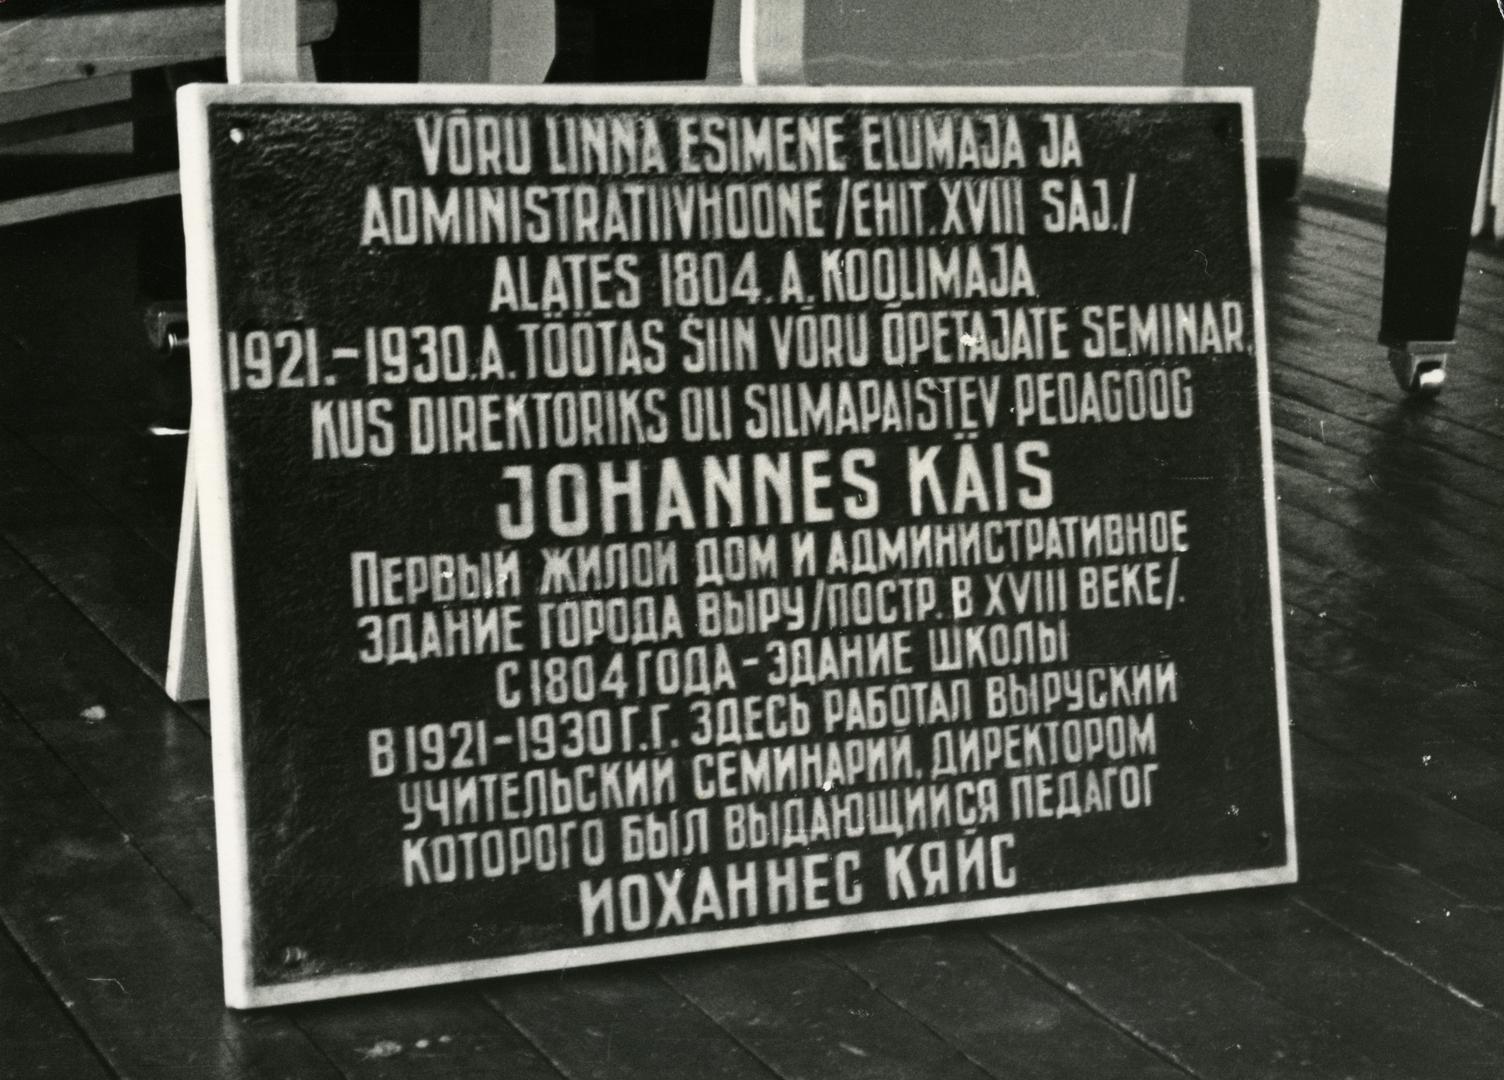 VÕRU LINNA ESIMENE ELUMAJA JA
ADMINISTRATIIVHOONE /EHIT. XVIII SAJ./
ALATES 1804. A. KOOLIMAJA
1921.-1930. A. TÖÖTAS SIIN VÕRU ÕPETAJATE SEMINAR,
KUS DIREKTORIKS OLI SILMAPAISTEV PEDAGOOG
JOHANNES KÄIS
ПЕРВЫЙ ЖИЛОЙ ДОМ И АДМИНИСТРАТИВНОЕ
ЗДАНИЕ ГОРОДА ВЫРУ /ПОСТР. В XVIII ВЕКЕ/.
С 1804 ГОДА - ЗДАНИЕ ШКОЛЫ
В 1921-1930 Г.Г. ЗДЕСЬ РАБОТАЛ ВЫРУСКИЙ
УЧИТЕЛЬСКИЙ СЕМИНАРИЙ, ДИРЕКТОРОМ
КОТОРОГО БЫЛ ВЫДАЮЩИЙСЯ ПЕДАГОГ
ИОХАННЕС КЯЙС